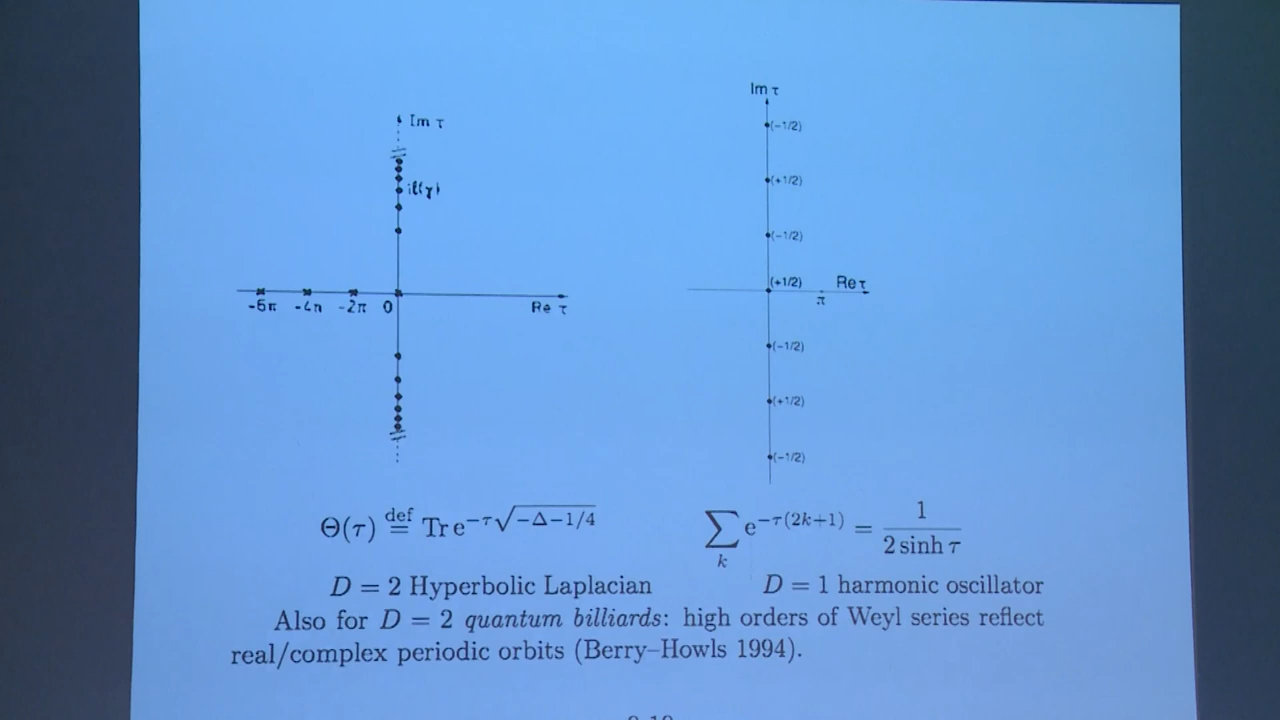 Im τ
iℓ(γ)
-6π -4π -2π 0
Re τ
Im τ
(-1/2)
(+1/2)
(-1/2)
(+1/2)
Re τ
π
(-1/2)
(+1/2)
(-1/2)
Θ(τ) ≝ Tr e^{−τ√(−Δ−1/4)}
∑_k e^{−τ(2k+1)} = 1/(2 sinh τ)
D = 2 Hyperbolic Laplacian
D = 1 harmonic oscillator
Also for D = 2 quantum billiards: high orders of Weyl series reflect
real/complex periodic orbits (Berry–Howls 1994).